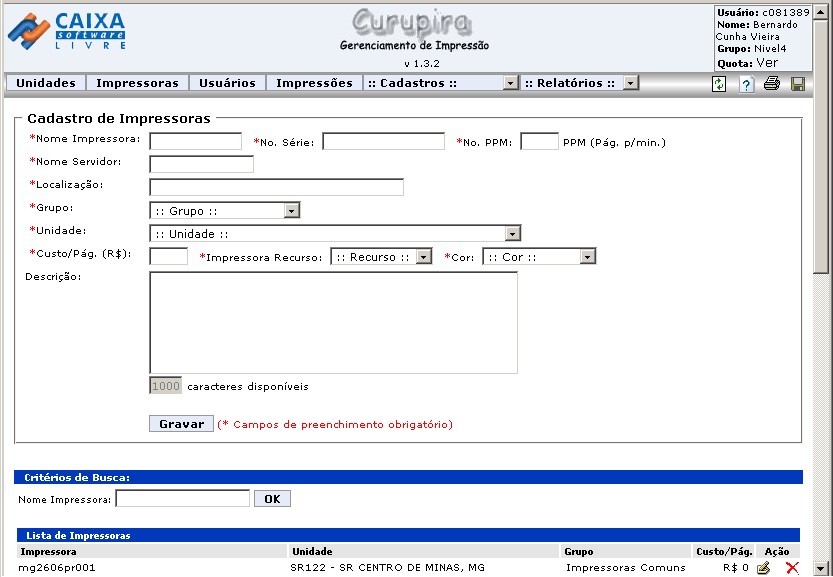 CAIXA
software
LIVRE
Curupira
Gerenciamento de Impressão
v 1.3.2
Usuário: c081389
Nome: Bernardo
Cunha Vieira
Grupo: Nivel4
Quota: Ver
Unidades Impressoras Usuários Impressões :: Cadastros :: :: Relatórios ::
Cadastro de Impressoras
*Nome Impressora: *No. Série: *No. PPM: PPM (Pág. p/min.)
*Nome Servidor:
*Localização:
*Grupo: :: Grupo ::
*Unidade: :: Unidade ::
*Custo/Pág. (R$): *Impressora Recurso: :: Recurso :: *Cor: :: Cor ::
Descrição:
1000 caracteres disponíveis
Gravar (* Campos de preenchimento obrigatório)
Critérios de Busca:
Nome Impressora: OK
Lista de Impressoras
Impressora Unidade Grupo Custo/Pág. Ação
mg2606pr001 SR122 - SR CENTRO DE MINAS, MG Impressoras Comuns R$ 0